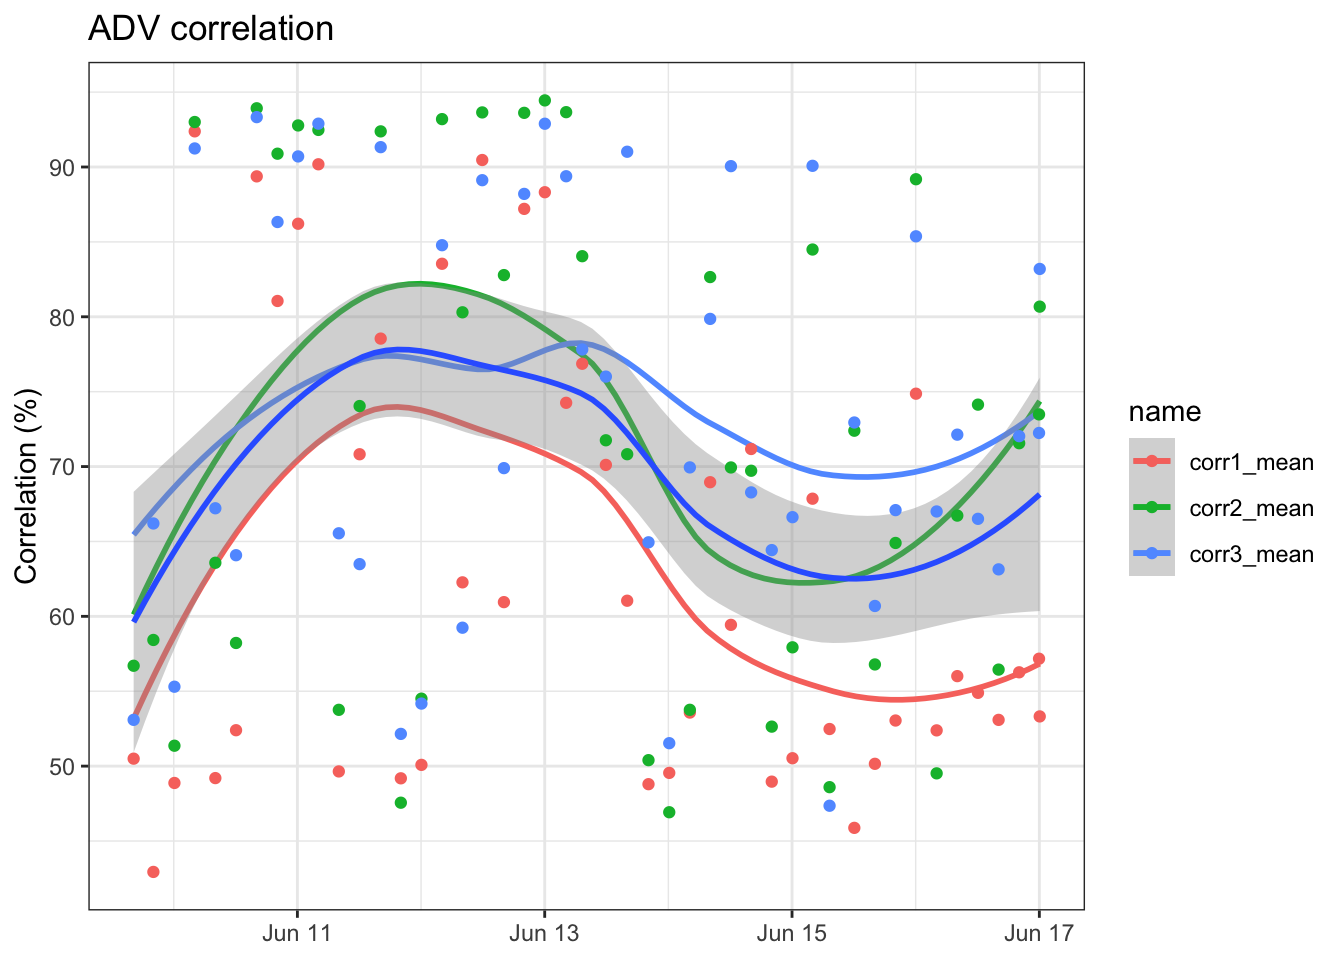 ADV correlation
Correlation (%)
90
80
70
60
50
Jun 11
Jun 13
Jun 15
Jun 17
name
corr1_mean
corr2_mean
corr3_mean